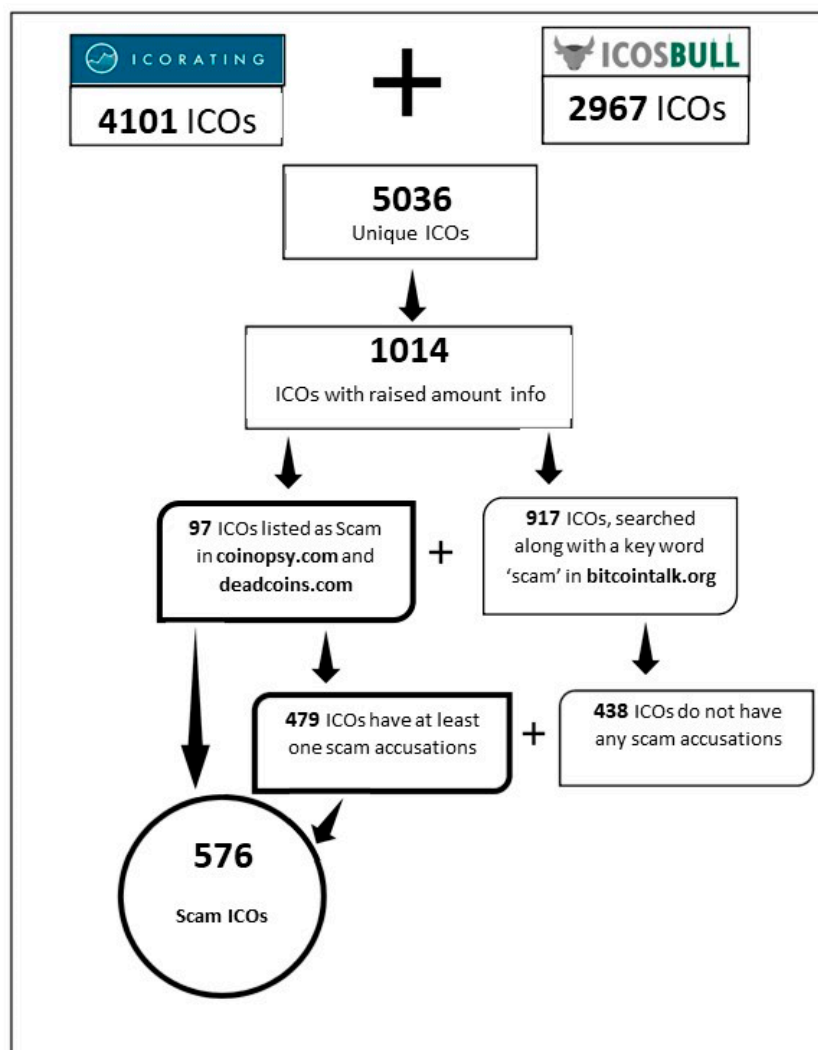 ICORATING
4101 ICOs
+
ICOSBULL
2967 ICOs
5036
Unique ICOs
1014
ICOs with raised amount info
97 ICOs listed as Scam
in coinopsy.com and
deadcoins.com
+
917 ICOs, searched
along with a key word
‘scam’ in bitcointalk.org
479 ICOs have at least
one scam accusations
+
438 ICOs do not have
any scam accusations
576
Scam ICOs